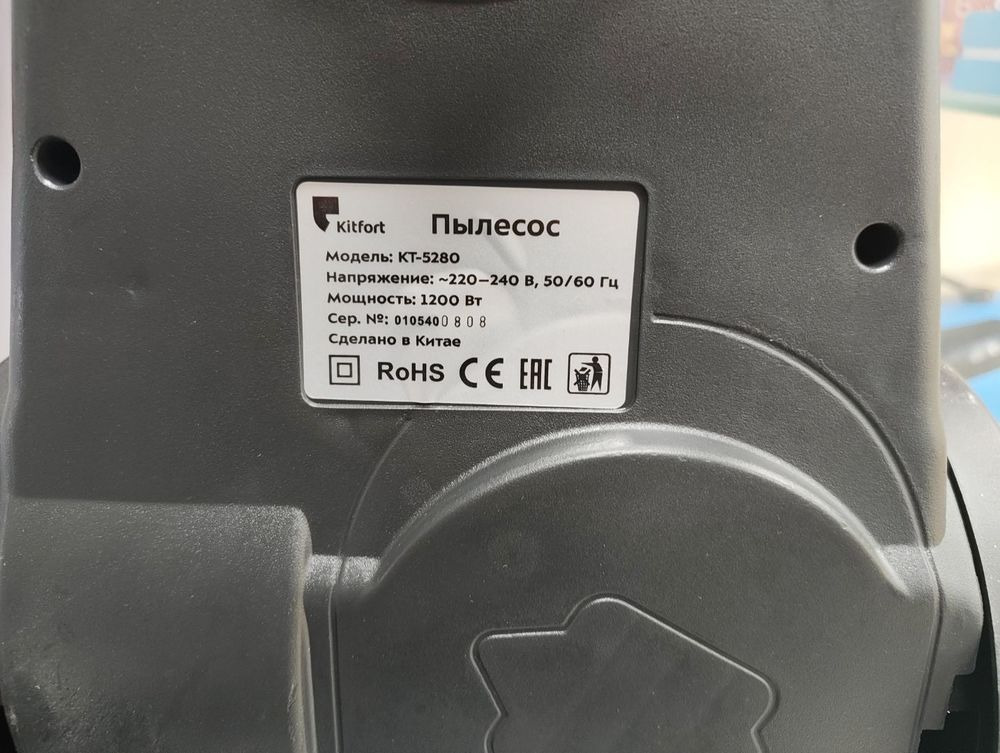 Kitfort Пылесос
Модель: КТ-5280
Напряжение: ~220–240 В, 50/60 Гц
Мощность: 1200 Вт
Сер. №: 0105400808
Сделано в Китае
RoHS CE EAC